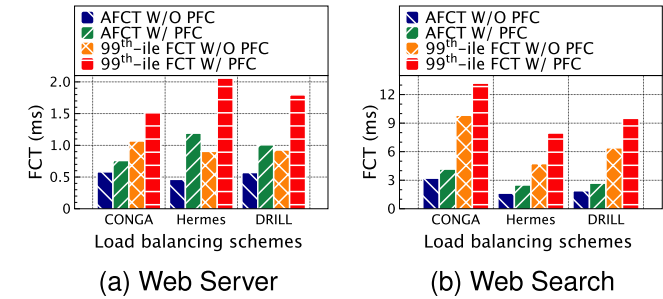 AFCT W/O PFC
AFCT W/ PFC
99th-ile FCT W/O PFC
99th-ile FCT W/ PFC
FCT (ms)
2.0
1.5
1.0
0.5
0
CONGA Hermes DRILL
Load balancing schemes
(a) Web Server
AFCT W/O PFC
AFCT W/ PFC
99th-ile FCT W/O PFC
99th-ile FCT W/ PFC
FCT (ms)
12
9
6
3
0
CONGA Hermes DRILL
Load balancing schemes
(b) Web Search